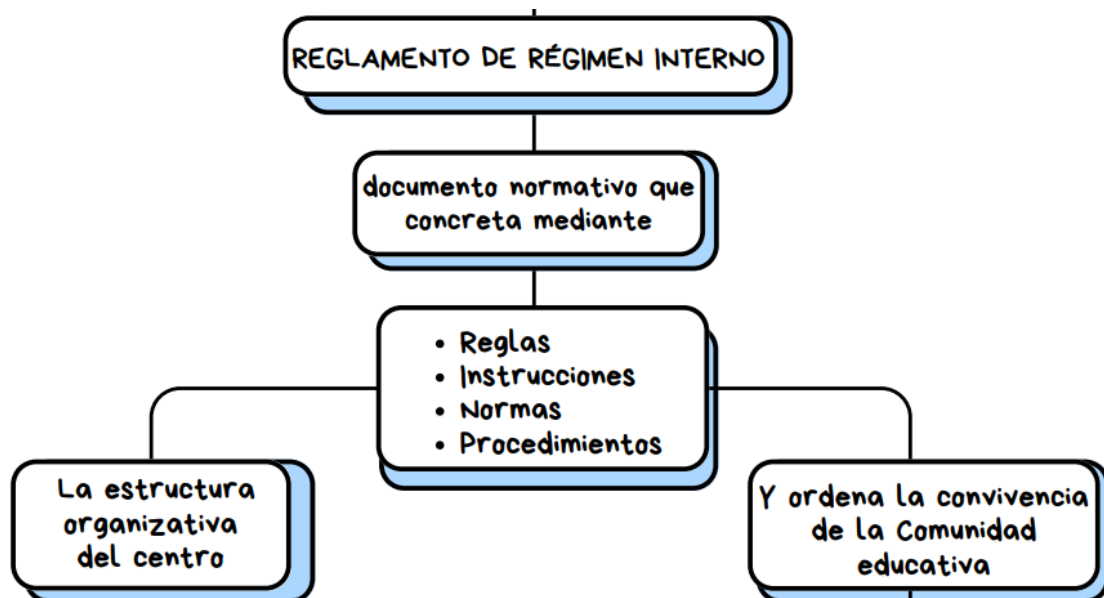 REGLAMENTO DE RÉGIMEN INTERNO
documento normativo que
concreta mediante
• Reglas
• Instrucciones
• Normas
• Procedimientos
La estructura
organizativa
del centro
Y ordena la convivencia
de la Comunidad
educativa